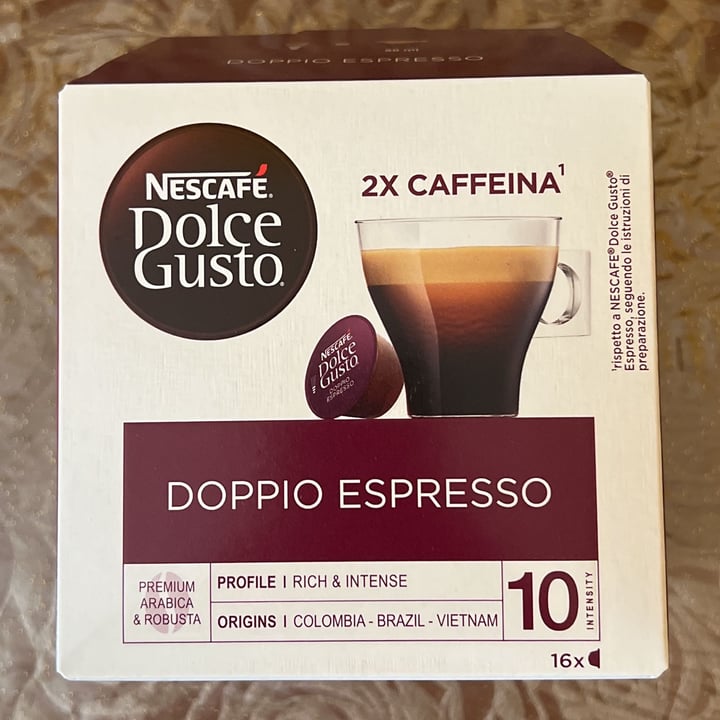 DOPPIO ESPRESSO
NESCAFÉ®
Dolce
Gusto®
2X CAFFEINA¹
¹rispetto a NESCAFÉ® Dolce Gusto®
Espresso, seguendo le istruzioni di
preparazione.
NESCAFÉ
Dolce
Gusto
DOPPIO
ESPRESSO
DOPPIO ESPRESSO
PREMIUM
ARABICA
& ROBUSTA
PROFILE | RICH & INTENSE
ORIGINS | COLOMBIA - BRAZIL - VIETNAM
10
INTENSITY
16x